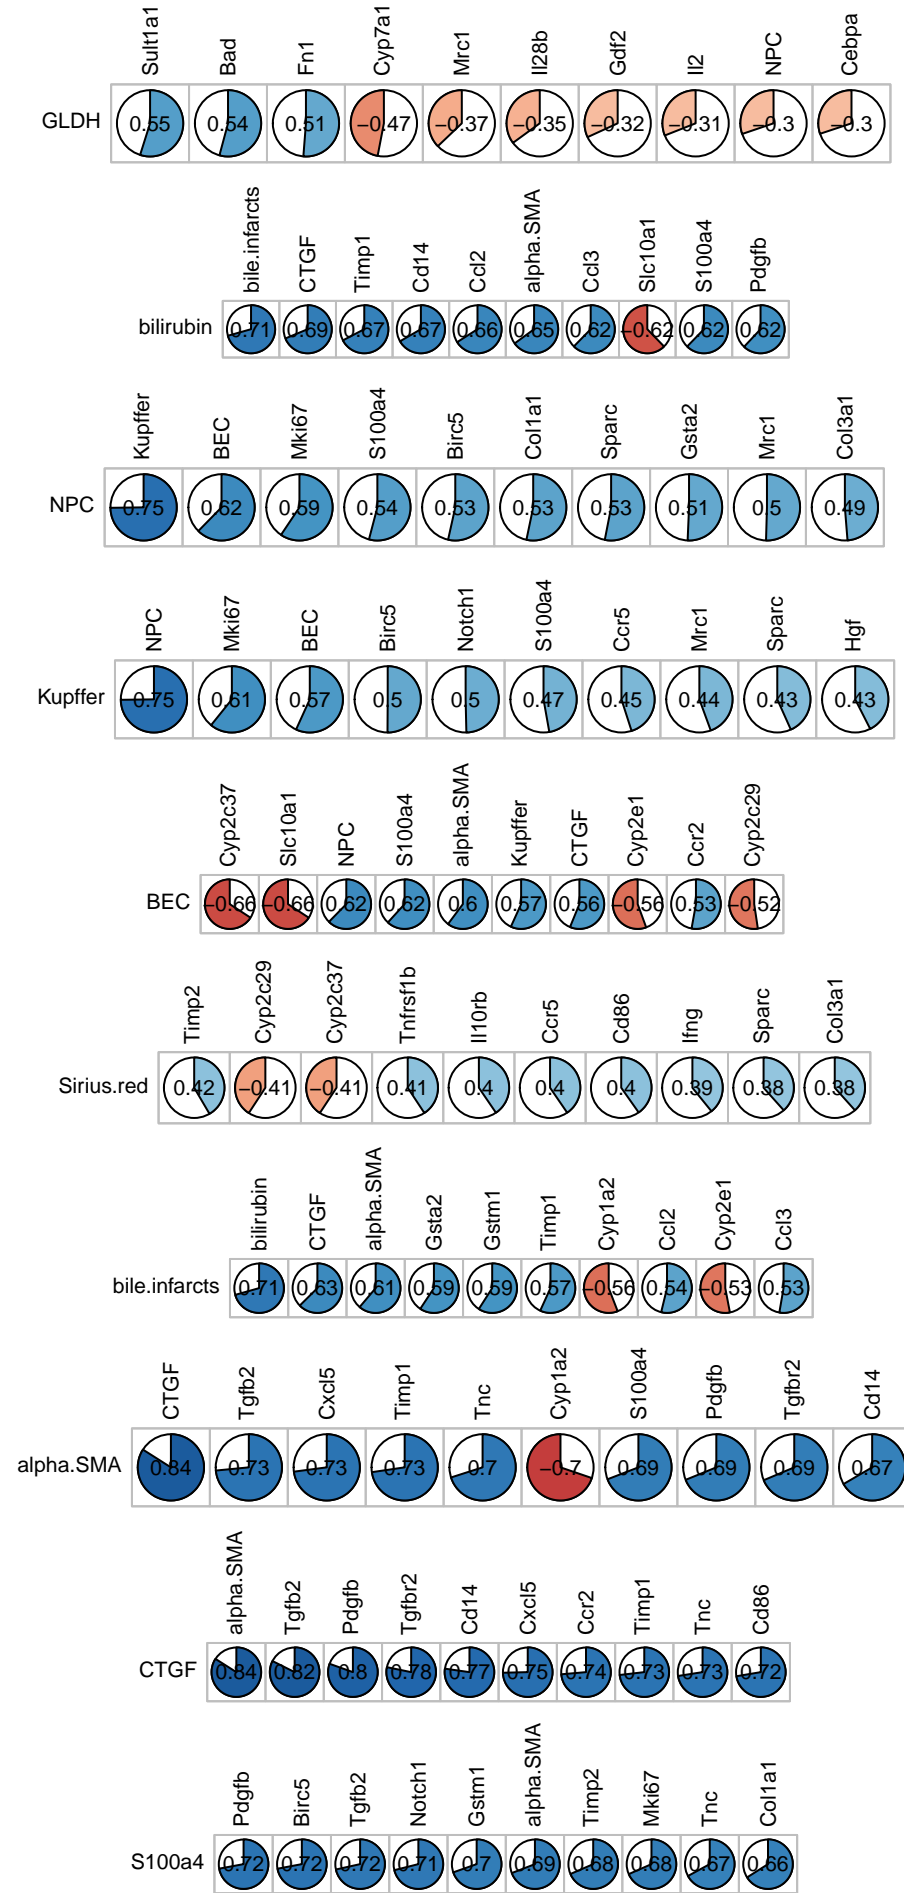 Sult1a1 Bad Fn1 Cyp7a1 Mrc1 Il28b Gdf2 Il2 NPC Cebpa
GLDH 0.55 0.54 0.51 −0.47 −0.37 −0.35 −0.32 −0.31 −0.3 −0.3
bile.infarcts CTGF Timp1 Cd14 Ccl2 alpha.SMA Ccl3 Slc10a1 S100a4 Pdgfb
bilirubin 0.71 0.69 0.67 0.67 0.66 0.65 0.62 −0.62 0.62 0.62
Kupffer BEC Mki67 S100a4 Birc5 Col1a1 Sparc Gsta2 Mrc1 Col3a1
NPC 0.75 0.62 0.59 0.54 0.53 0.53 0.53 0.51 0.5 0.49
NPC Mki67 BEC Birc5 Notch1 S100a4 Ccr5 Mrc1 Sparc Hgf
Kupffer 0.75 0.61 0.57 0.5 0.5 0.47 0.45 0.44 0.43 0.43
Cyp2c37 Slc10a1 NPC S100a4 alpha.SMA Kupffer CTGF Cyp2e1 Ccr2 Cyp2c29
BEC −0.66 −0.66 0.62 0.62 0.6 0.57 0.56 −0.56 0.53 −0.52
Timp2 Cyp2c29 Cyp2c37 Tnfrsf1b Il10rb Ccr5 Cd86 Ifng Sparc Col3a1
Sirius.red 0.42 −0.41 −0.41 0.41 0.4 0.4 0.4 0.39 0.38 0.38
bilirubin CTGF alpha.SMA Gsta2 Gstm1 Timp1 Cyp1a2 Ccl2 Cyp2e1 Ccl3
bile.infarcts 0.71 0.63 0.61 0.59 0.59 0.57 −0.56 0.54 −0.53 0.53
CTGF Tgfb2 Cxcl5 Timp1 Tnc Cyp1a2 S100a4 Pdgfb Tgfbr2 Cd14
alpha.SMA 0.84 0.73 0.73 0.73 0.7 −0.7 0.69 0.69 0.69 0.67
alpha.SMA Tgfb2 Pdgfb Tgfbr2 Cd14 Cxcl5 Ccr2 Timp1 Tnc Cd86
CTGF 0.84 0.82 0.8 0.78 0.77 0.75 0.74 0.73 0.73 0.72
Pdgfb Birc5 Tgfb2 Notch1 Gstm1 alpha.SMA Timp2 Mki67 Tnc Col1a1
S100a4 0.72 0.72 0.72 0.71 0.7 0.69 0.68 0.68 0.67 0.66